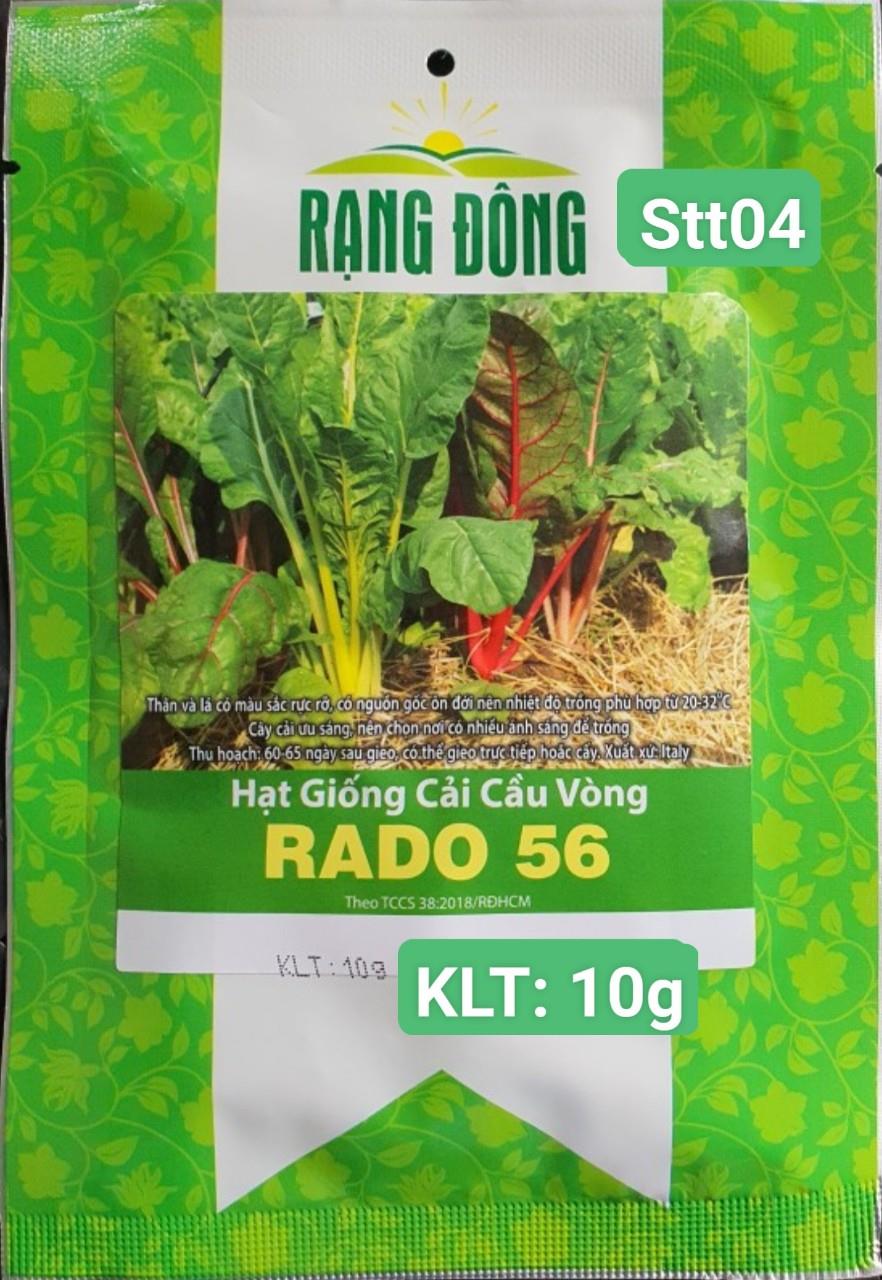 RẠNG ĐÔNG
Stt04
Thân và lá có màu sắc rực rỡ, có nguồn gốc ôn đới nên nhiệt độ trồng phù hợp từ 20-32°C
Cây cải ưu sáng, nên chọn nơi có nhiều ánh sáng để trồng
Thu hoạch: 60-65 ngày sau gieo, có thể gieo trực tiếp hoặc cấy. Xuất xứ: Italy
Hạt Giống Cải Cầu Vòng
RADO 56
Theo TCCS 38:2018/RĐHCM
KLT: 10g
KLT: 10g